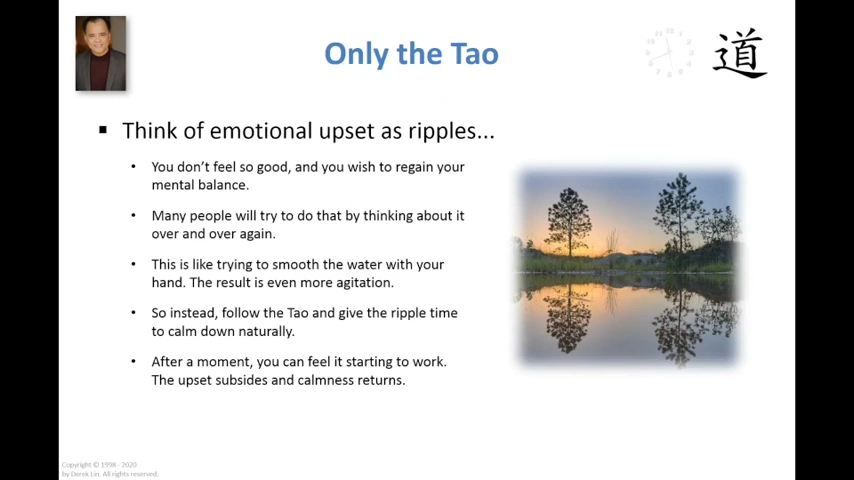 Only the Tao
道
▪ Think of emotional upset as ripples...
• You don't feel so good, and you wish to regain your
mental balance.
• Many people will try to do that by thinking about it
over and over again.
• This is like trying to smooth the water with your
hand. The result is even more agitation.
• So instead, follow the Tao and give the ripple time
to calm down naturally.
• After a moment, you can feel it starting to work.
The upset subsides and calmness returns.
Copyright © 1998 - 2020
by Derek Lin. All rights reserved.